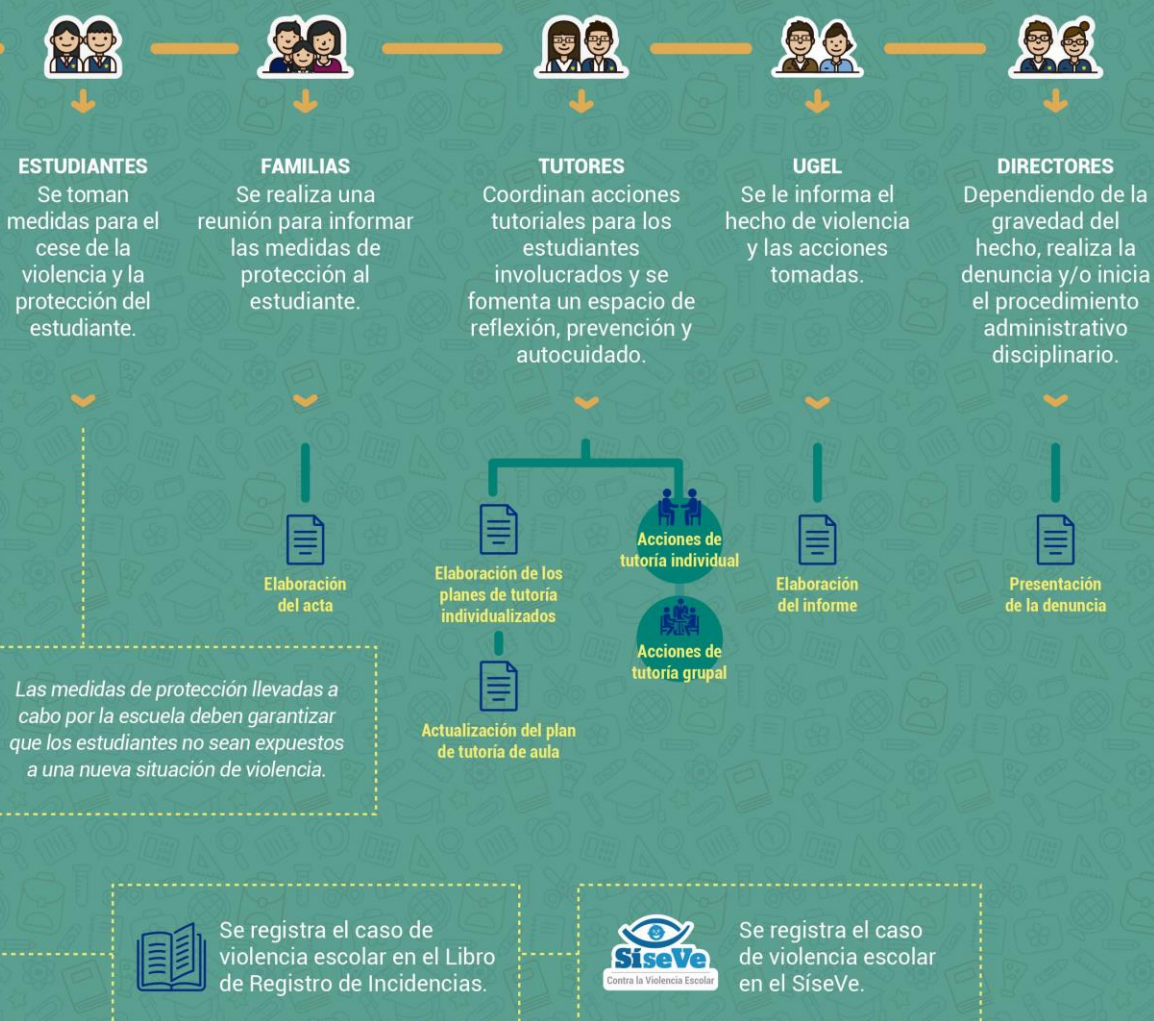 ESTUDIANTES
Se toman
medidas para el
cese de la
violencia y la
protección del
estudiante.
FAMILIAS
Se realiza una
reunión para informar
las medidas de
protección al
estudiante.
TUTORES
Coordinan acciones
tutoriales para los
estudiantes
involucrados y se
fomenta un espacio de
reflexión, prevención y
autocuidado.
UGEL
Se le informa el
hecho de violencia
y las acciones
tomadas.
DIRECTORES
Dependiendo de la
gravedad del
hecho, realiza la
denuncia y/o inicia
el procedimiento
administrativo
disciplinario.
Elaboración
del acta
Elaboración de los
planes de tutoría
individualizados
Actualización del plan
de tutoría de aula
Acciones de
tutoría individual
Acciones de
tutoría grupal
Elaboración
del informe
Presentación
de la denuncia
Las medidas de protección llevadas a
cabo por la escuela deben garantizar
que los estudiantes no sean expuestos
a una nueva situación de violencia.
Se registra el caso de
violencia escolar en el Libro
de Registro de Incidencias.
SíseVe
Contra la Violencia Escolar
Se registra el caso
de violencia escolar
en el SíseVe.